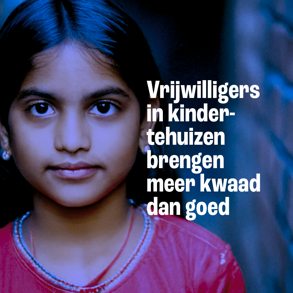 Vrijwilligers
in kinder-
tehuizen
brengen
meer kwaad
dan goed